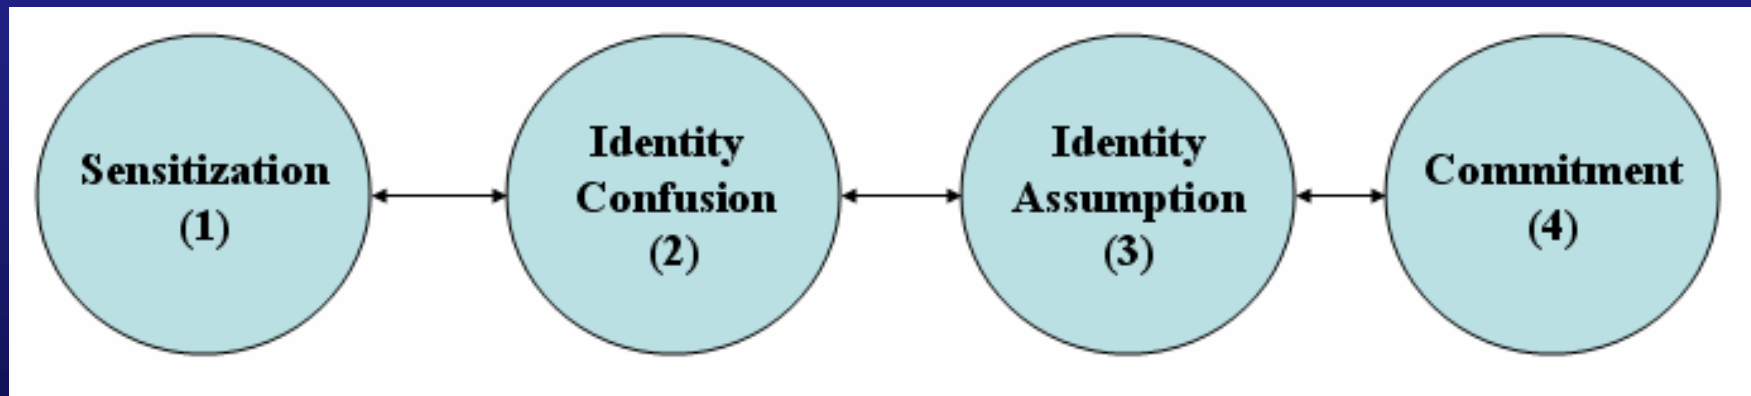 Sensitization
(1)
Identity
Confusion
(2)
Identity
Assumption
(3)
Commitment
(4)